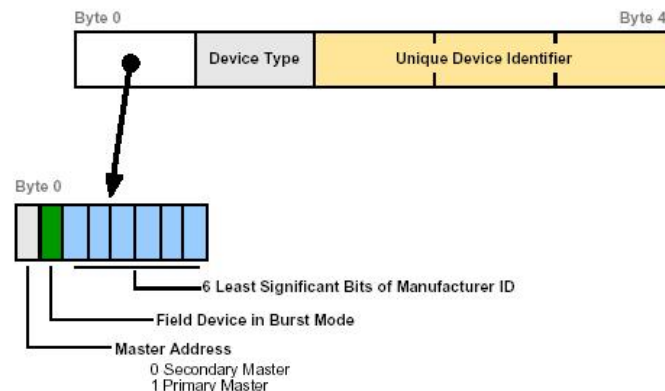 Byte 0 Byte 4
Device Type Unique Device Identifier
Byte 0
6 Least Significant Bits of Manufacturer ID
Field Device in Burst Mode
Master Address
0 Secondary Master
1 Primary Master